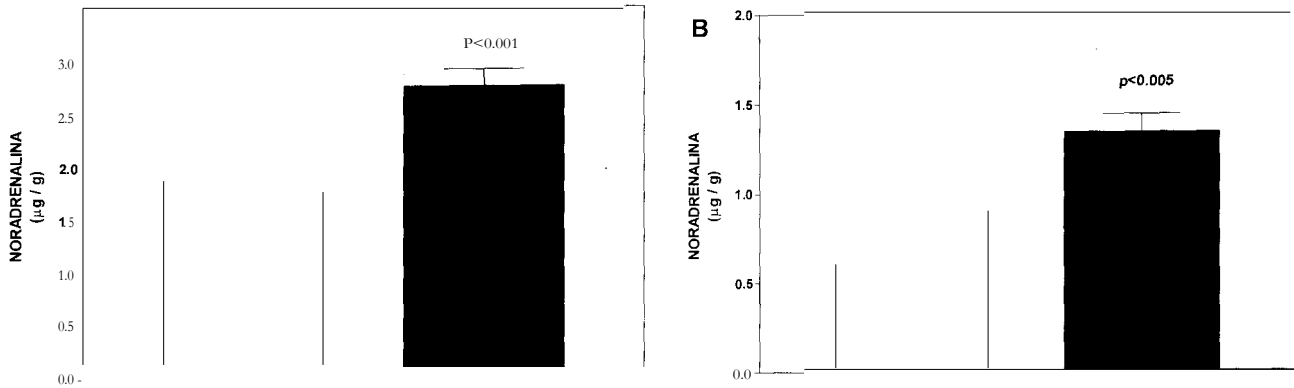 P<0.001
3.0
2.5
2.0
1.5
1.0
0.5
0.0 -
NORADRENALINA
(µg / g)
B
p<0.005
2.0
1.5
1.0
0.5
0.0
NORADRENALINA
(µg / g)